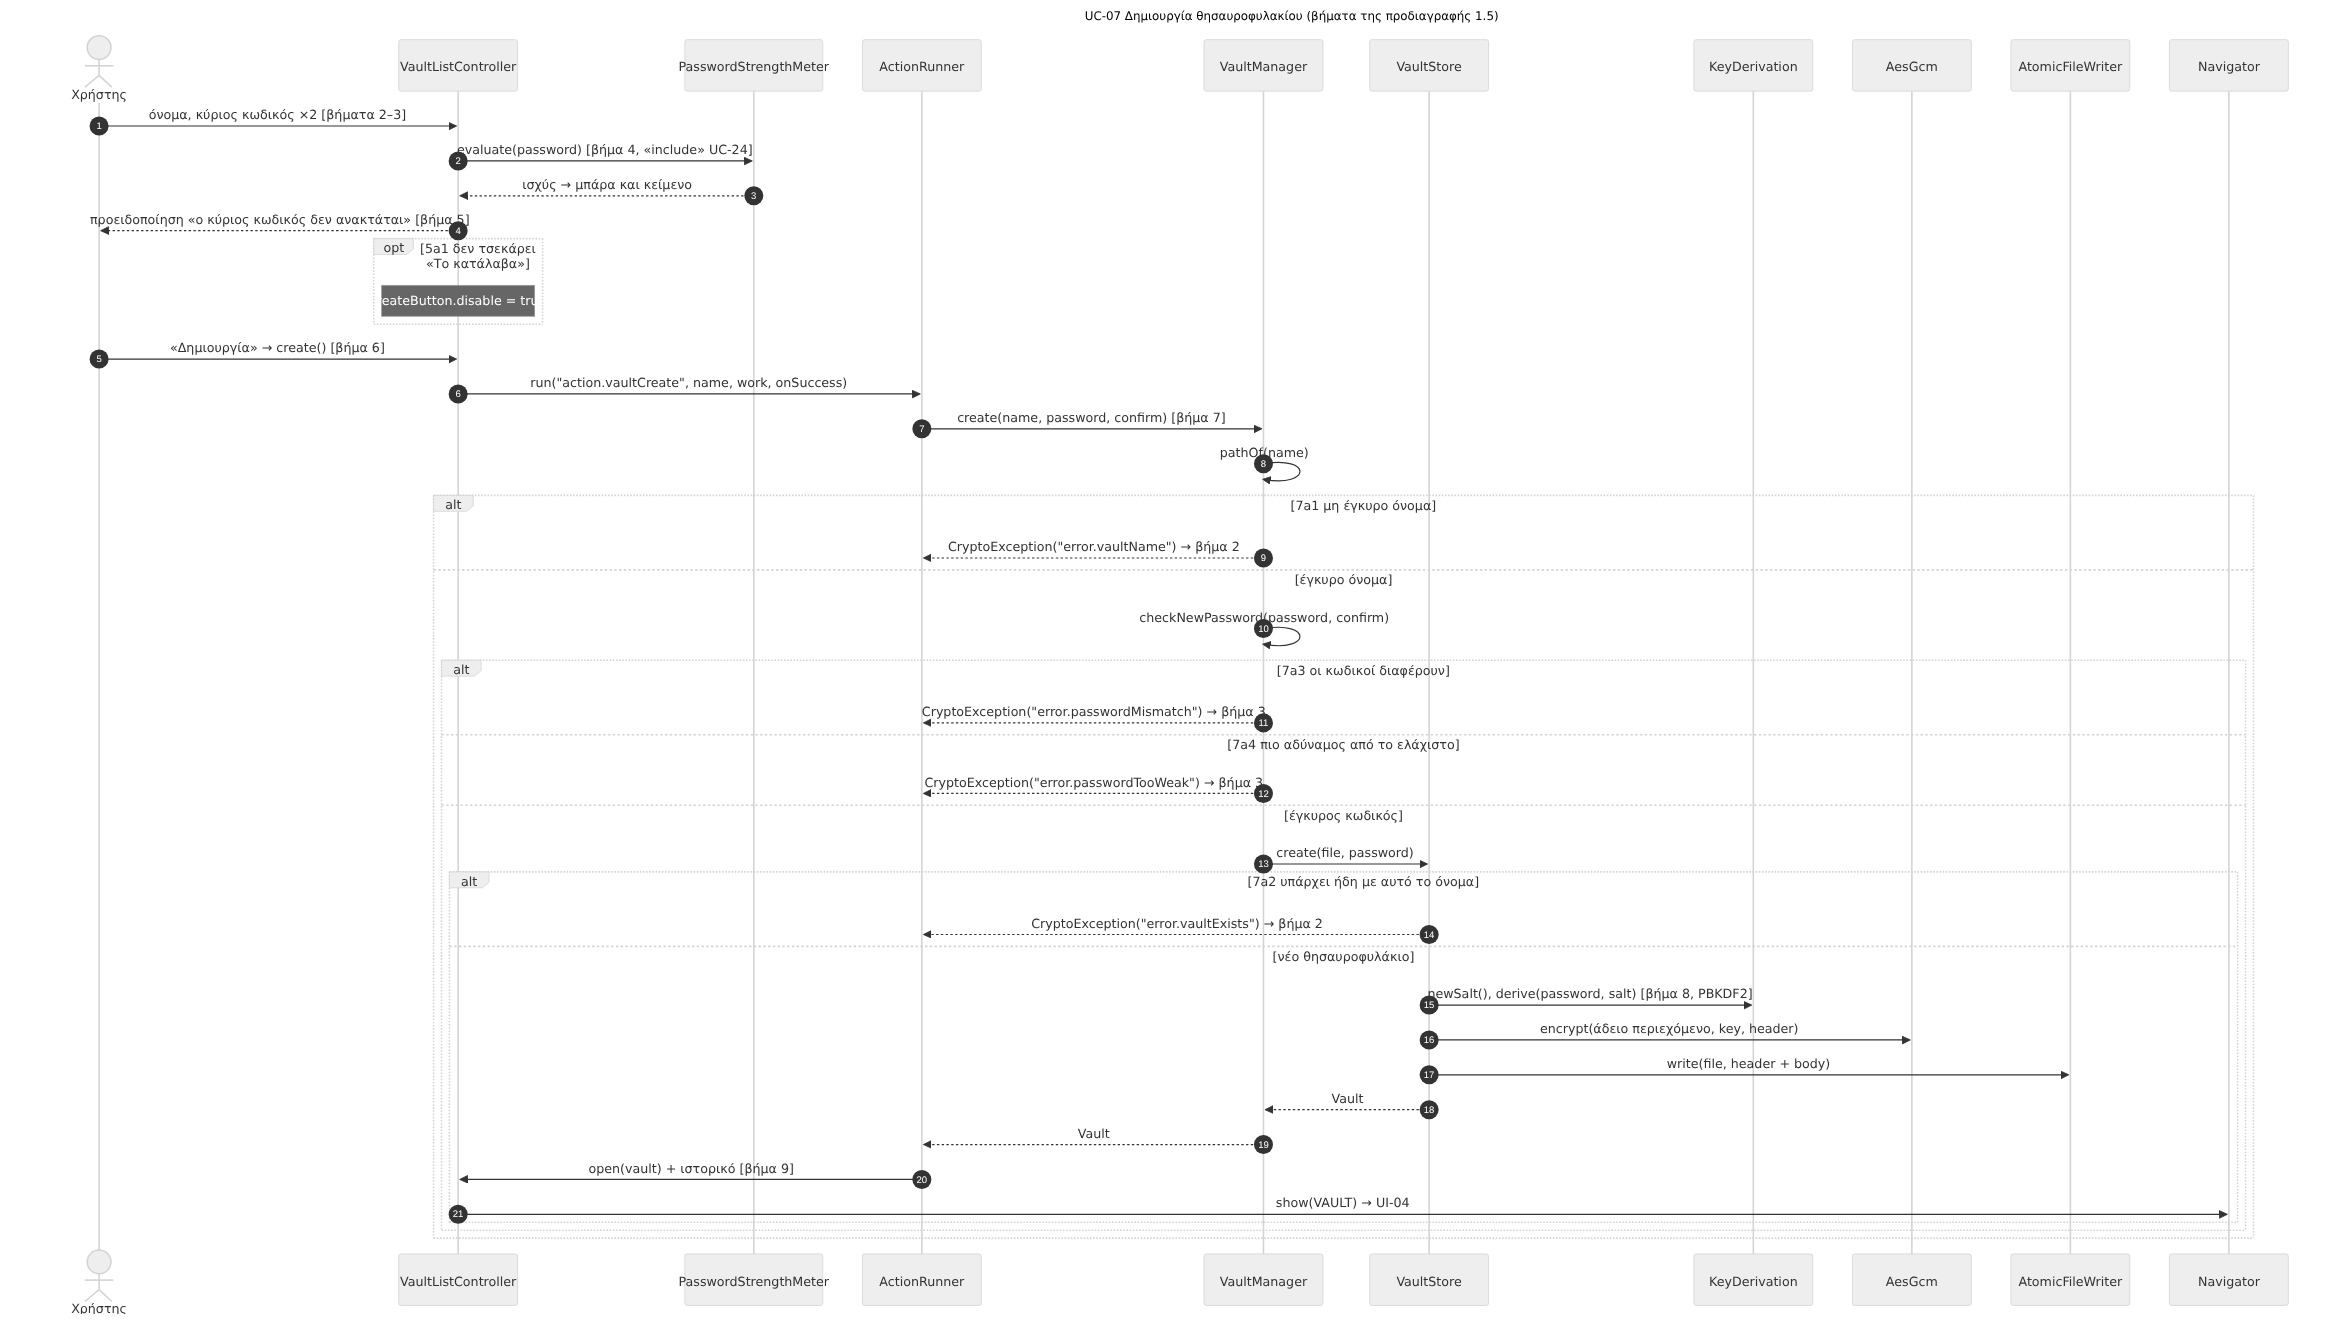 UC-07 Δημιουργία θησαυροφυλακίου (βήματα της προδιαγραφής 1.5)
Χρήστης
VaultListController
PasswordStrengthMeter
ActionRunner
VaultManager
VaultStore
KeyDerivation
AesGcm
AtomicFileWriter
Navigator
1
όνομα, κύριος κωδικός ×2 [βήματα 2–3]
2
evaluate(password) [βήμα 4, «include» UC-24]
3
ισχύς → μπάρα και κείμενο
4
προειδοποίηση «ο κύριος κωδικός δεν ανακτάται» [βήμα 5]
opt
[5a1 δεν τσεκάρει
«Το κατάλαβα»]
eateButton.disable = tru
5
«Δημιουργία» → create() [βήμα 6]
6
run("action.vaultCreate", name, work, onSuccess)
7
create(name, password, confirm) [βήμα 7]
8
pathOf(name)
alt
[7a1 μη έγκυρο όνομα]
9
CryptoException("error.vaultName") → βήμα 2
[έγκυρο όνομα]
10
checkNewPassword(password, confirm)
alt
[7a3 οι κωδικοί διαφέρουν]
11
CryptoException("error.passwordMismatch") → βήμα 3
[7a4 πιο αδύναμος από το ελάχιστο]
12
CryptoException("error.passwordTooWeak") → βήμα 3
[έγκυρος κωδικός]
13
create(file, password)
alt
[7a2 υπάρχει ήδη με αυτό το όνομα]
14
CryptoException("error.vaultExists") → βήμα 2
[νέο θησαυροφυλάκιο]
15
newSalt(), derive(password, salt) [βήμα 8, PBKDF2]
16
encrypt(άδειο περιεχόμενο, key, header)
17
write(file, header + body)
18
Vault
19
Vault
20
open(vault) + ιστορικό [βήμα 9]
21
show(VAULT) → UI-04
Χρήστης
VaultListController
PasswordStrengthMeter
ActionRunner
VaultManager
VaultStore
KeyDerivation
AesGcm
AtomicFileWriter
Navigator